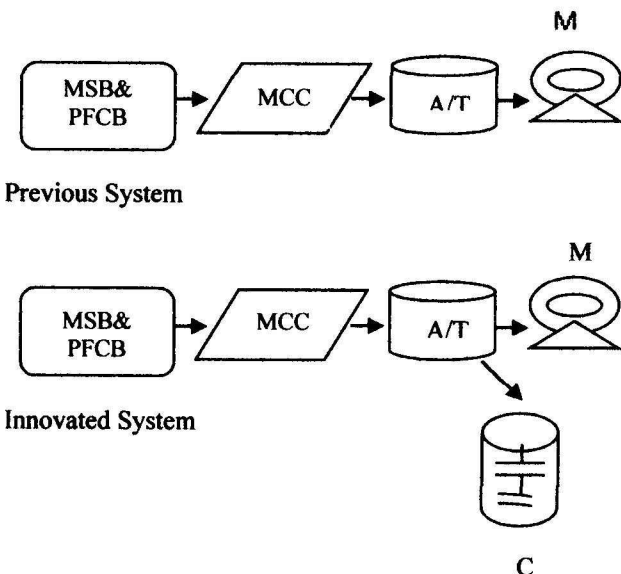 M
MSB&
PFCB
MCC
A/T
Previous System
M
MSB&
PFCB
MCC
A/T
Innovated System
C